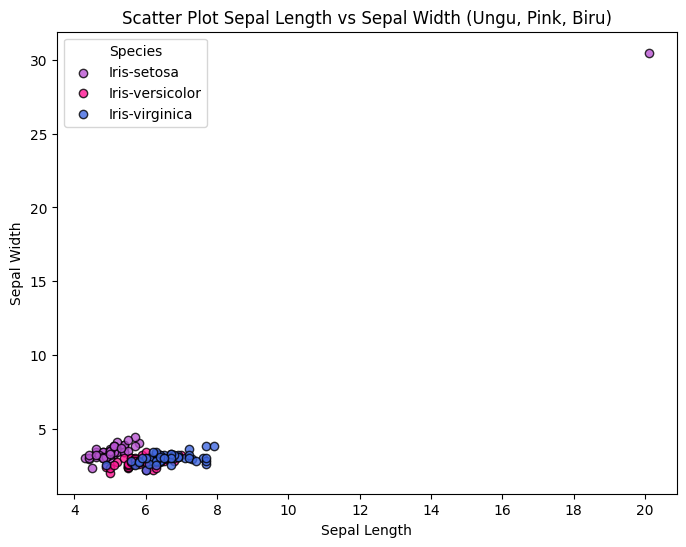 Scatter Plot Sepal Length vs Sepal Width (Ungu, Pink, Biru)
Species
Iris-setosa
Iris-versicolor
Iris-virginica
Sepal Width
30
25
20
15
10
5
4 6 8 10 12 14 16 18 20
Sepal Length